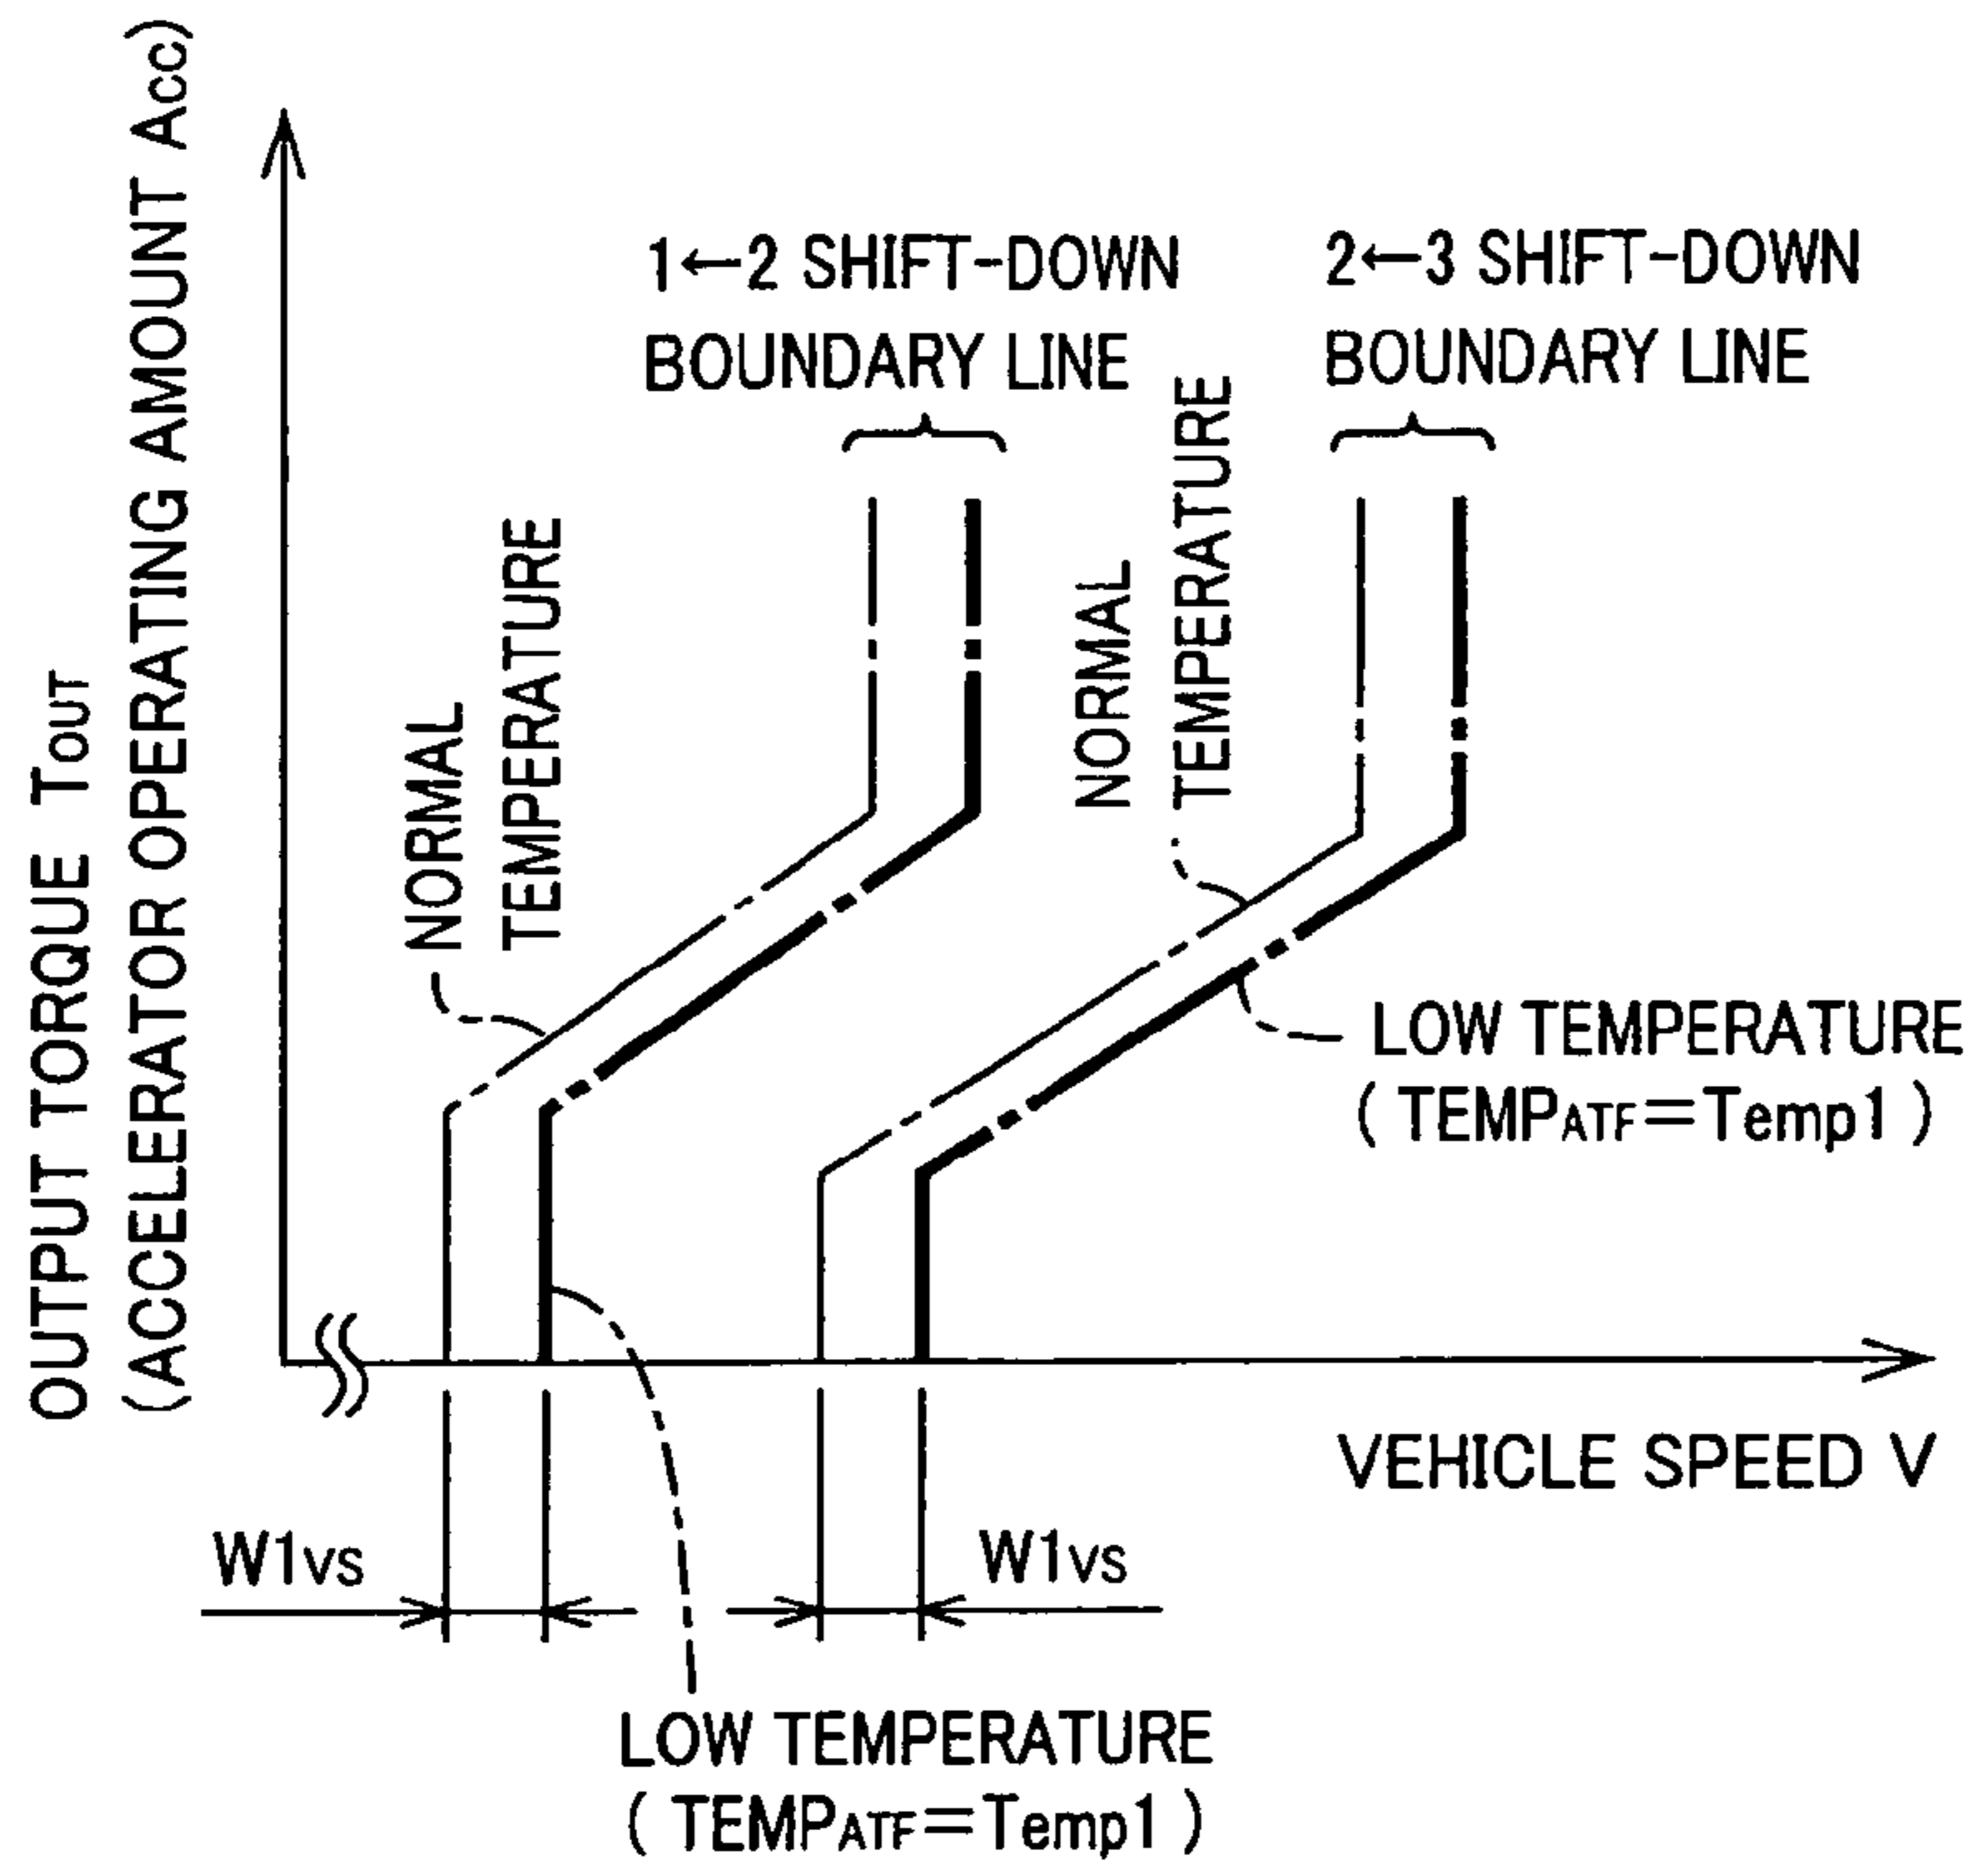 OUTPUT TORQUE TOUT
(ACCELERATOR OPERATING AMOUNT Acc)
1←2 SHIFT-DOWN
BOUNDARY LINE
2←3 SHIFT-DOWN
BOUNDARY LINE
NORMAL
TEMPERATURE
NORMAL
TEMPERATURE
LOW TEMPERATURE
(TEMPATF=Temp1)
VEHICLE SPEED V
W1vs
W1vs
LOW TEMPERATURE
(TEMPATF=Temp1)